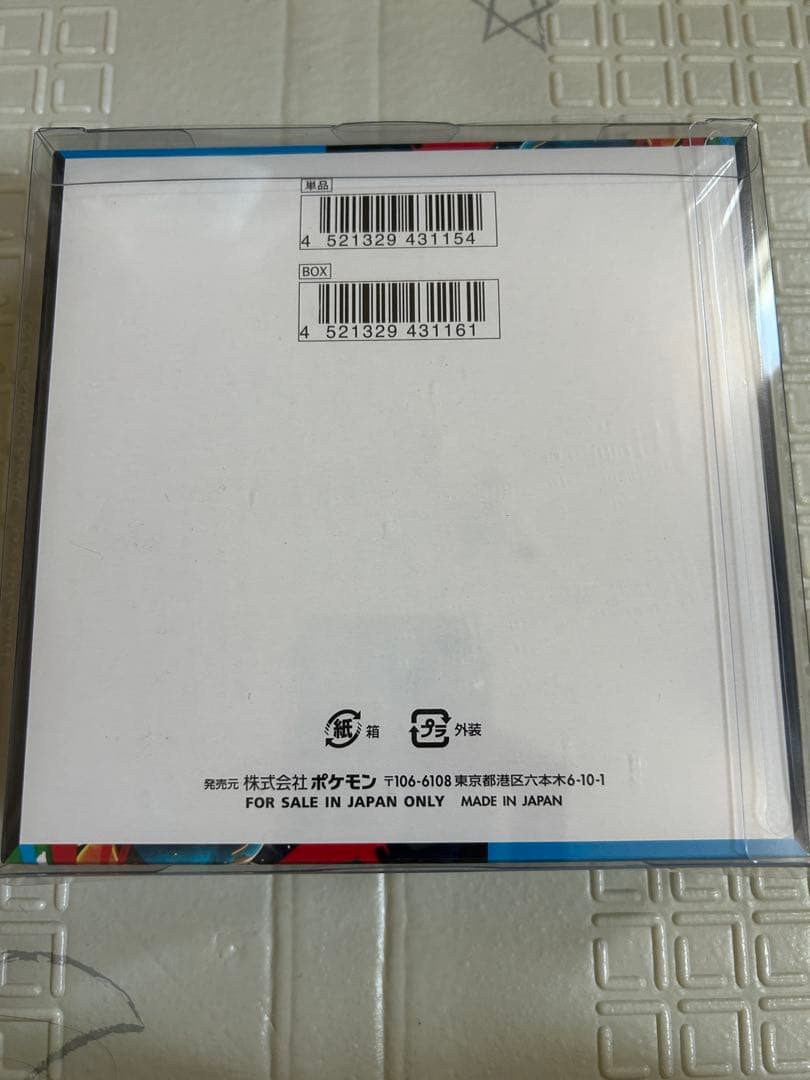 単品
4 521329 431154
BOX
4 521329 431161
紙 箱 プラ 外装
発売元 株式会社 ポケモン 〒106-6108 東京都港区六本木6-10-1
FOR SALE IN JAPAN ONLY MADE IN JAPAN